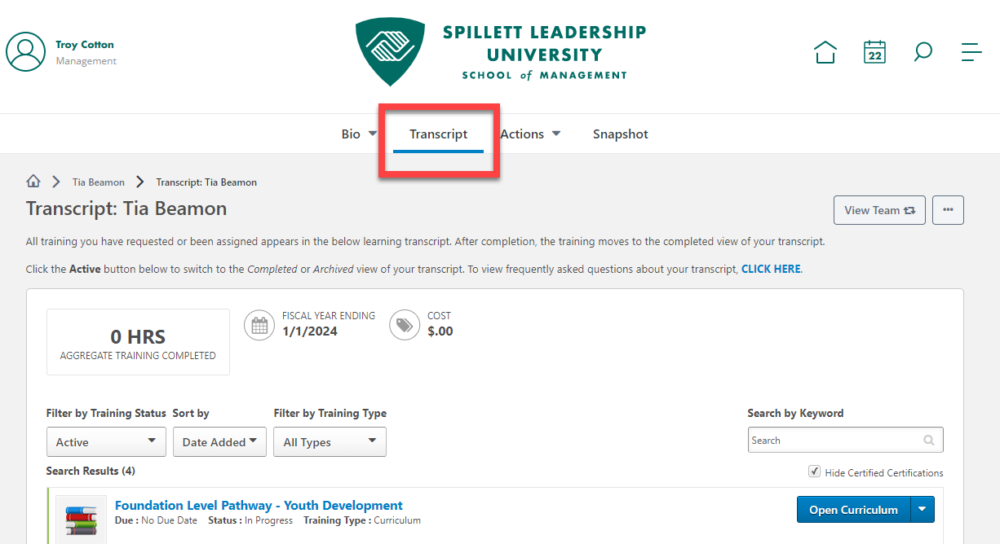 Troy Cotton
Management
SPILLETT LEADERSHIP
UNIVERSITY
SCHOOL of MANAGEMENT
22
Bio Transcript Actions Snapshot
Tia Beamon Transcript: Tia Beamon
Transcript: Tia Beamon
View Team ...
All training you have requested or been assigned appears in the below learning transcript. After completion, the training moves to the completed view of your transcript.
Click the Active button below to switch to the Completed or Archived view of your transcript. To view frequently asked questions about your transcript, CLICK HERE.
0 HRS
AGGREGATE TRAINING COMPLETED
FISCAL YEAR ENDING
1/1/2024
COST
$.00
Filter by Training Status Sort by Filter by Training Type Search by Keyword
Active Date Added All Types Search
Search Results (4)
Hide Certified Certifications
Foundation Level Pathway - Youth Development
Due : No Due Date Status : In Progress Training Type : Curriculum
Open Curriculum